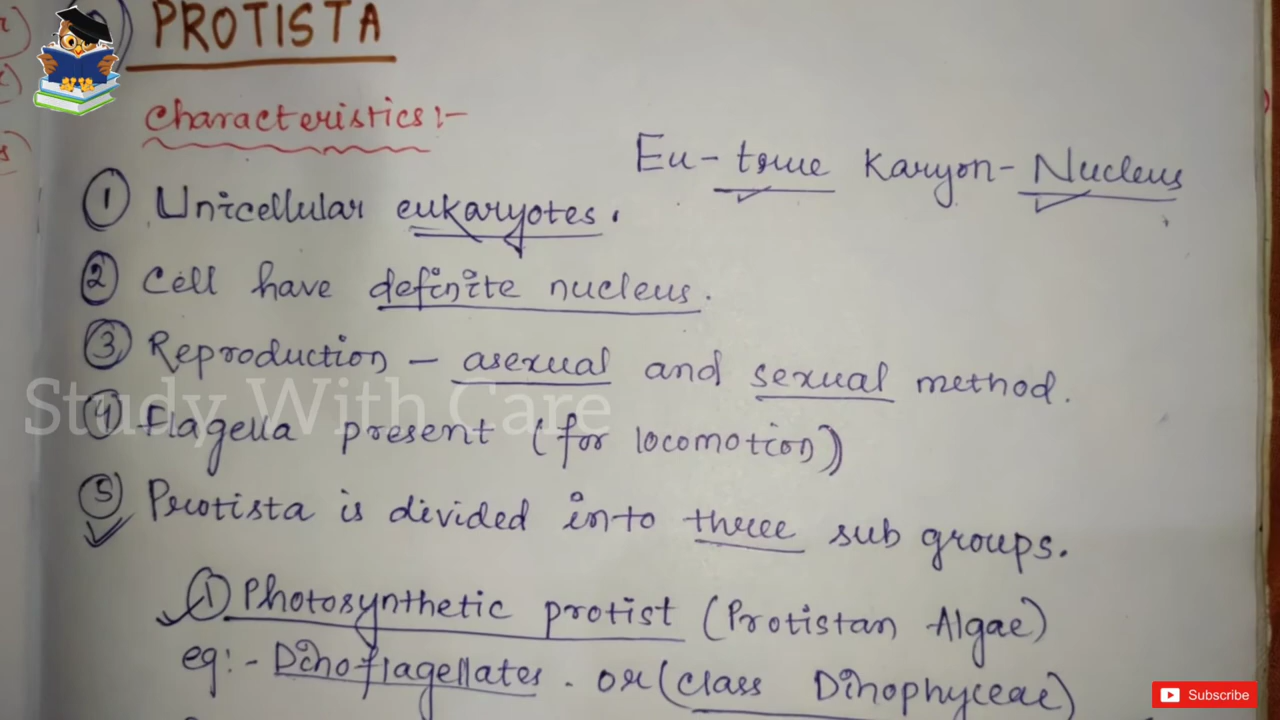 PROTISTA
Characteristics:-
Eu- true Karyon- Nucleus
① Unicellular eukaryotes.
② Cell have definite nucleus.
③ Reproduction - asexual and sexual method.
Study With Care
④ Flagella present (for locomotion)
⑤ Protista is divided into three sub groups.
① Photosynthetic protist (Protistan Algae)
eg:- Dinoflagellates. or (class Dinophyceae)
Subscribe